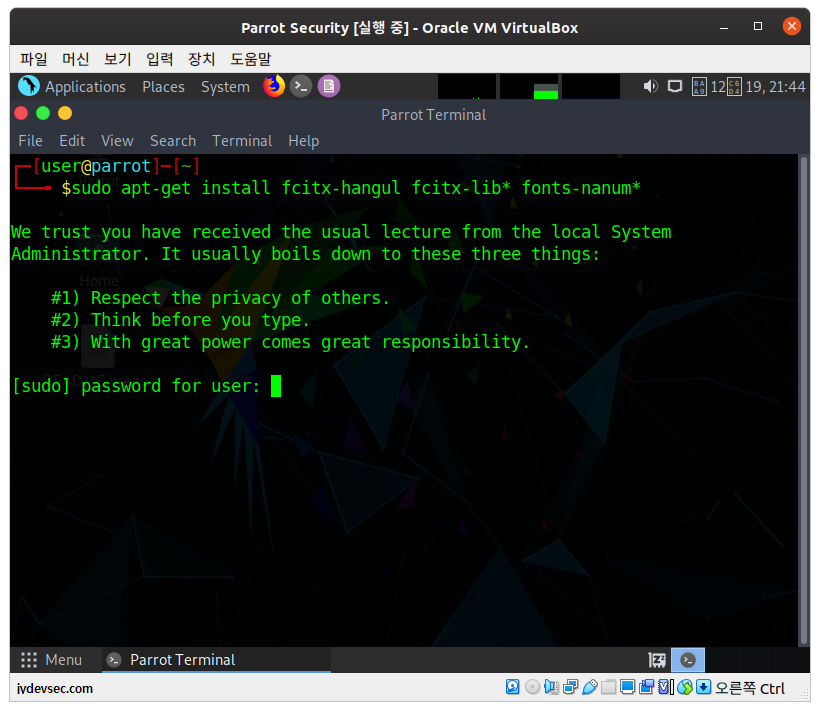 Parrot Security [실행 중] - Oracle VM VirtualBox
파일 머신 보기 입력 장치 도움말
Applications Places System
12 19, 21:44
Parrot Terminal
File Edit View Search Terminal Help
[user@parrot]─[~]
$sudo apt-get install fcitx-hangul fcitx-lib* fonts-nanum*
We trust you have received the usual lecture from the local System
Administrator. It usually boils down to these three things:
#1) Respect the privacy of others.
#2) Think before you type.
#3) With great power comes great responsibility.
[sudo] password for user:
Home
Menu Parrot Terminal
jvdevsec.com 오른쪽 Ctrl